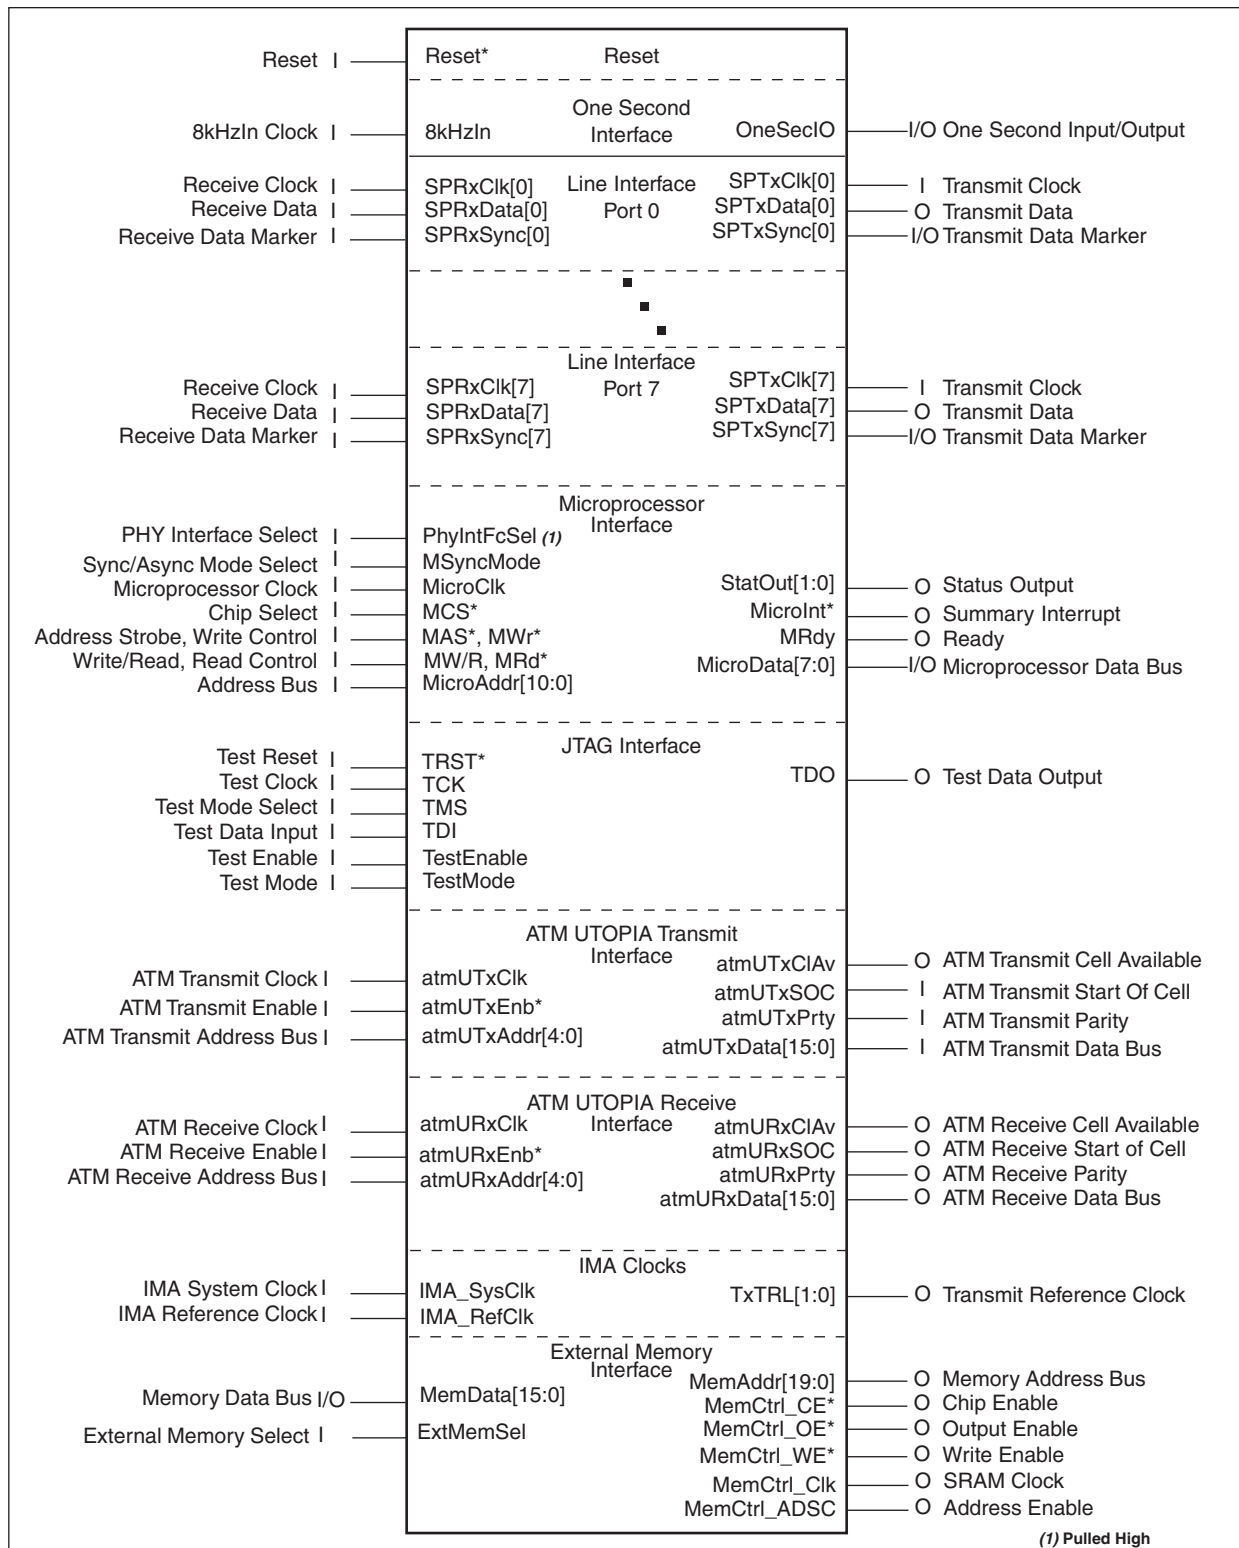 Reset I Reset* Reset
One Second
Interface
8kHzIn Clock I 8kHzIn OneSecIO I/O One Second Input/Output
Receive Clock I SPRxClk[0] Line Interface SPTxClk[0] I Transmit Clock
Receive Data I SPRxData[0] Port 0 SPTxData[0] O Transmit Data
Receive Data Marker I SPRxSync[0] SPTxSync[0] I/O Transmit Data Marker
Line Interface
Receive Clock I SPRxClk[7] Port 7 SPTxClk[7] I Transmit Clock
Receive Data I SPRxData[7] SPTxData[7] O Transmit Data
Receive Data Marker I SPRxSync[7] SPTxSync[7] I/O Transmit Data Marker
Microprocessor
Interface
PHY Interface Select I PhyIntFcSel (1)
Sync/Async Mode Select I MSyncMode
Microprocessor Clock I MicroClk StatOut[1:0] O Status Output
Chip Select I MCS* MicroInt* O Summary Interrupt
Address Strobe, Write Control I MAS*, MWr* MRdy O Ready
Write/Read, Read Control I MW/R, MRd* MicroData[7:0] I/O Microprocessor Data Bus
Address Bus I MicroAddr[10:0]
JTAG Interface
Test Reset I TRST* TDO O Test Data Output
Test Clock I TCK
Test Mode Select I TMS
Test Data Input I TDI
Test Enable I TestEnable
Test Mode I TestMode
ATM UTOPIA Transmit
Interface
atmUTxClAv O ATM Transmit Cell Available
ATM Transmit Clock I atmUTxClk atmUTxSOC I ATM Transmit Start Of Cell
ATM Transmit Enable I atmUTxEnb* atmUTxPrty I ATM Transmit Parity
ATM Transmit Address Bus I atmUTxAddr[4:0] atmUTxData[15:0] I ATM Transmit Data Bus
ATM UTOPIA Receive
Interface
ATM Receive Clock I atmURxClk atmURxClAv O ATM Receive Cell Available
ATM Receive Enable I atmURxEnb* atmURxSOC O ATM Receive Start of Cell
ATM Receive Address Bus I atmURxAddr[4:0] atmURxPrty O ATM Receive Parity
atmURxData[15:0] O ATM Receive Data Bus
IMA Clocks
IMA System Clock I IMA_SysClk TxTRL[1:0] O Transmit Reference Clock
IMA Reference Clock I IMA_RefClk
External Memory
Interface
MemAddr[19:0] O Memory Address Bus
Memory Data Bus I/O MemData[15:0] MemCtrl_CE* O Chip Enable
External Memory Select I ExtMemSel MemCtrl_OE* O Output Enable
MemCtrl_WE* O Write Enable
MemCtrl_Clk O SRAM Clock
MemCtrl_ADSC O Address Enable
(1) Pulled High